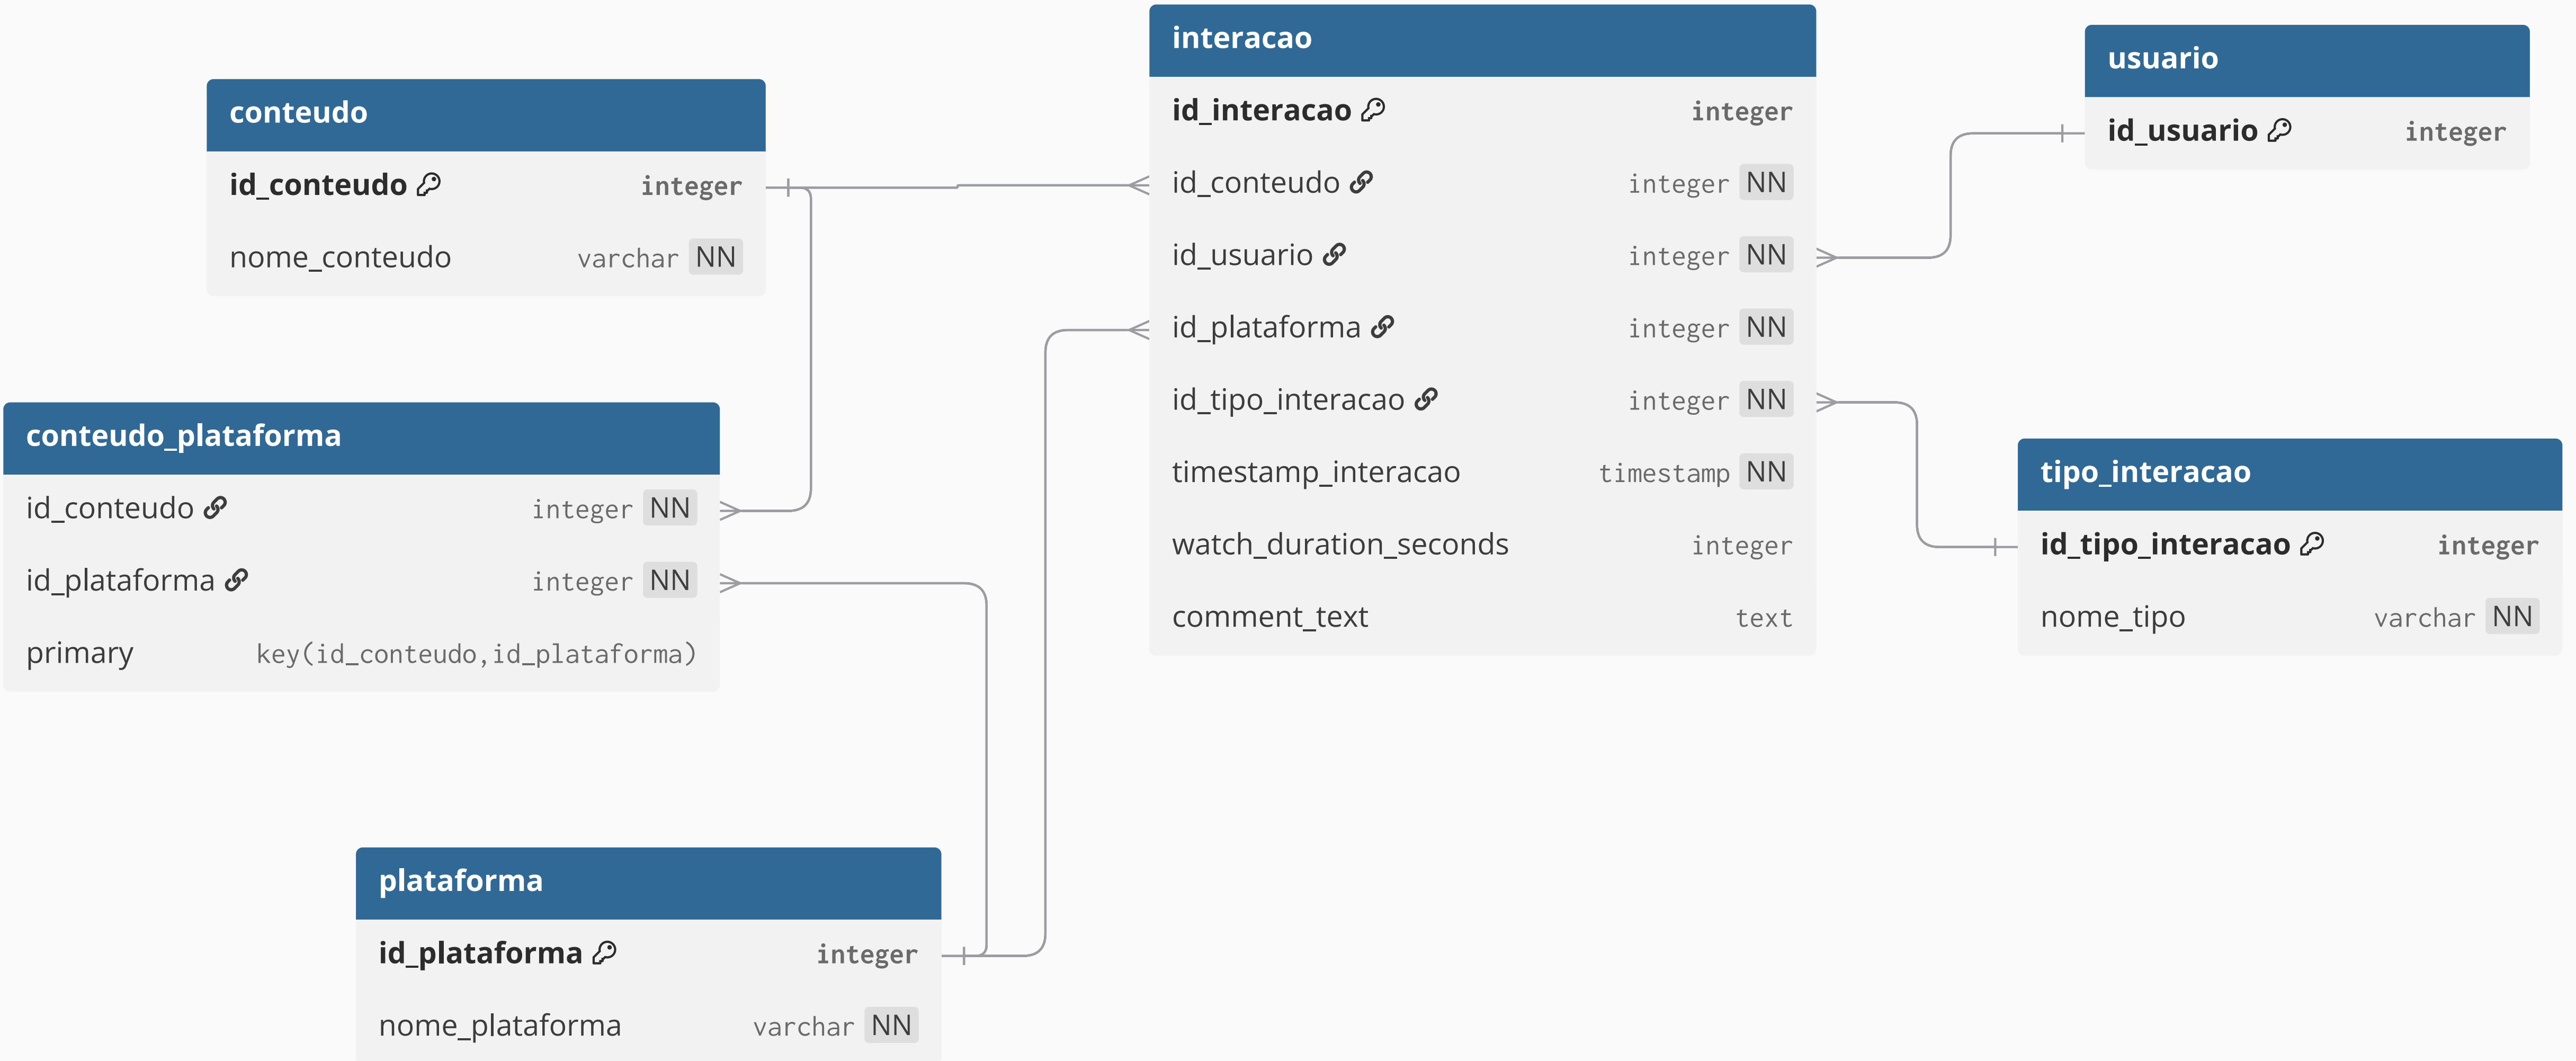 conteudo
id_conteudo integer
nome_conteudo varchar NN
conteudo_plataforma
id_conteudo integer NN
id_plataforma integer NN
primary key(id_conteudo,id_plataforma)
plataforma
id_plataforma integer
nome_plataforma varchar NN
interacao
id_interacao integer
id_conteudo integer NN
id_usuario integer NN
id_plataforma integer NN
id_tipo_interacao integer NN
timestamp_interacao timestamp NN
watch_duration_seconds integer
comment_text text
usuario
id_usuario integer
tipo_interacao
id_tipo_interacao integer
nome_tipo varchar NN